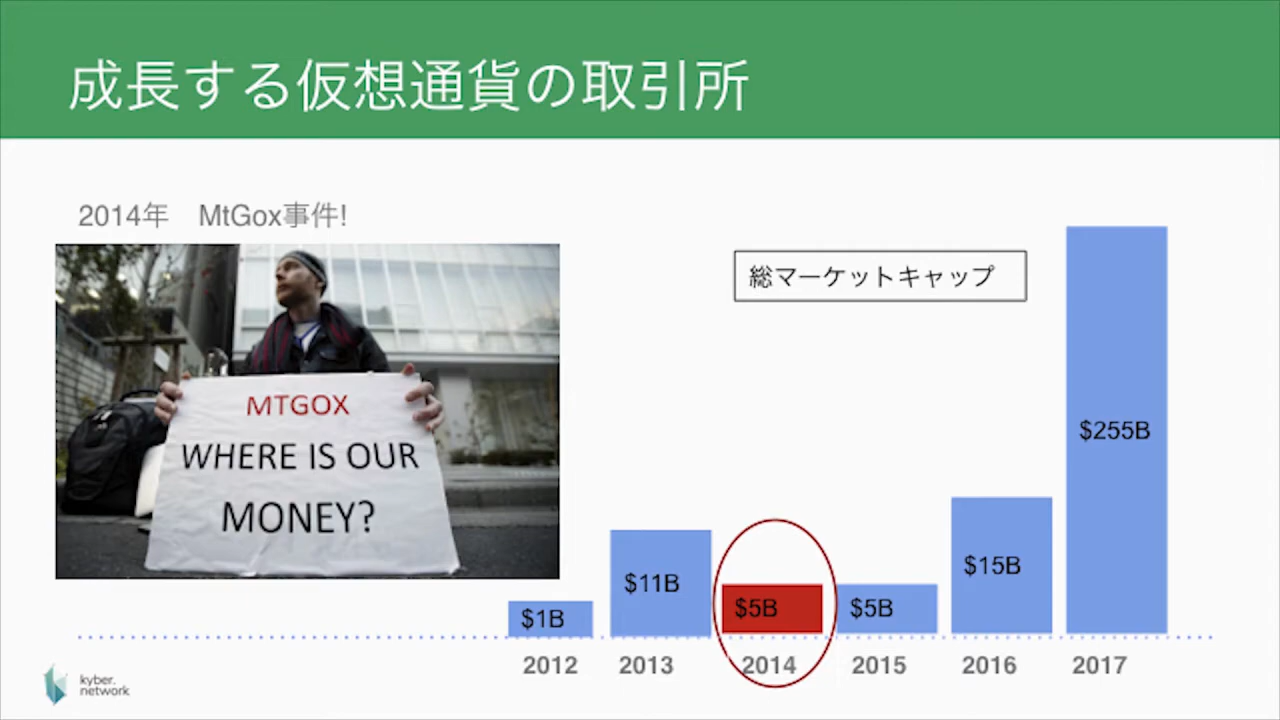 成長する仮想通貨の取引所
2014年　MtGox事件!
MTGOX
WHERE IS OUR
MONEY?
総マーケットキャップ
$1B
$11B
$5B
$5B
$15B
$255B
2012
2013
2014
2015
2016
2017
kyber.
network